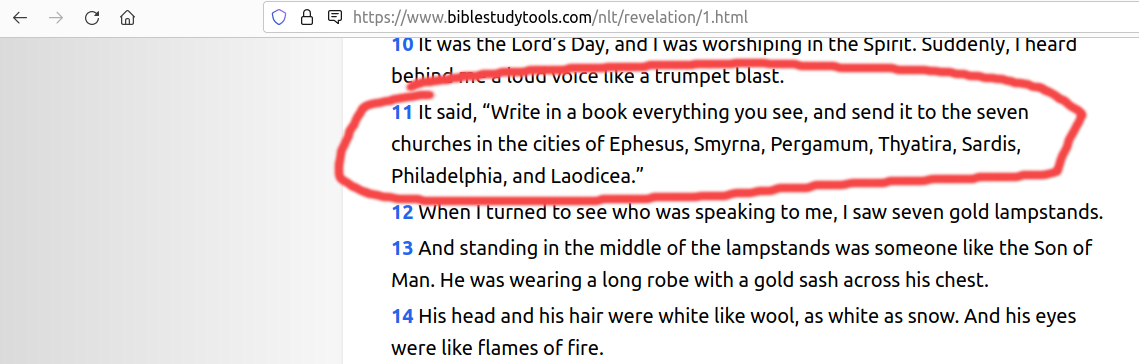 https://www.biblestudytools.com/nlt/revelation/1.html
10 It was the Lord's Day, and I was worshiping in the Spirit. Suddenly, I heard
behind me a loud voice like a trumpet blast.
11 It said, “Write in a book everything you see, and send it to the seven
churches in the cities of Ephesus, Smyrna, Pergamum, Thyatira, Sardis,
Philadelphia, and Laodicea.”
12 When I turned to see who was speaking to me, I saw seven gold lampstands.
13 And standing in the middle of the lampstands was someone like the Son of
Man. He was wearing a long robe with a gold sash across his chest.
14 His head and his hair were white like wool, as white as snow. And his eyes
were like flames of fire.